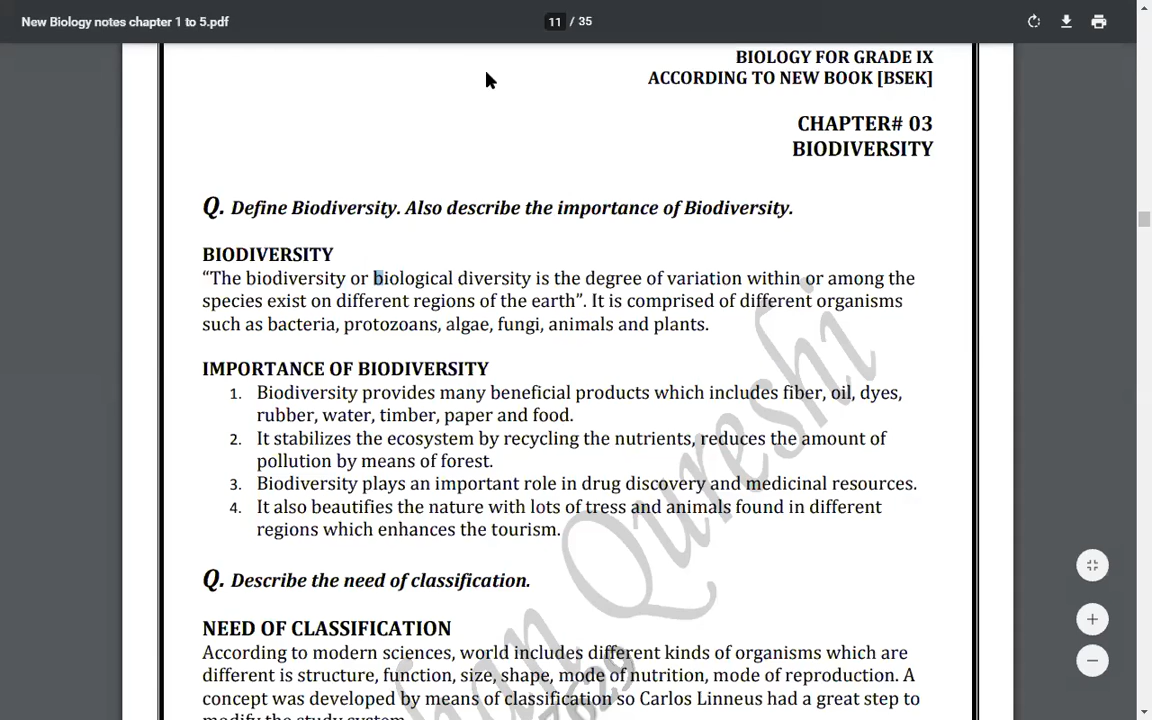 New Biology notes chapter 1 to 5.pdf
11 / 35
BIOLOGY FOR GRADE IX
ACCORDING TO NEW BOOK [BSEK]
CHAPTER# 03
BIODIVERSITY
Q. Define Biodiversity. Also describe the importance of Biodiversity.
BIODIVERSITY
“The biodiversity or biological diversity is the degree of variation within or among the
species exist on different regions of the earth”. It is comprised of different organisms
such as bacteria, protozoans, algae, fungi, animals and plants.
IMPORTANCE OF BIODIVERSITY
1. Biodiversity provides many beneficial products which includes fiber, oil, dyes,
rubber, water, timber, paper and food.
2. It stabilizes the ecosystem by recycling the nutrients, reduces the amount of
pollution by means of forest.
3. Biodiversity plays an important role in drug discovery and medicinal resources.
4. It also beautifies the nature with lots of tress and animals found in different
regions which enhances the tourism.
Q. Describe the need of classification.
NEED OF CLASSIFICATION
According to modern sciences, world includes different kinds of organisms which are
different is structure, function, size, shape, mode of nutrition, mode of reproduction. A
concept was developed by means of classification so Carlos Linneus had a great step to
modify the study system.
Qureshi